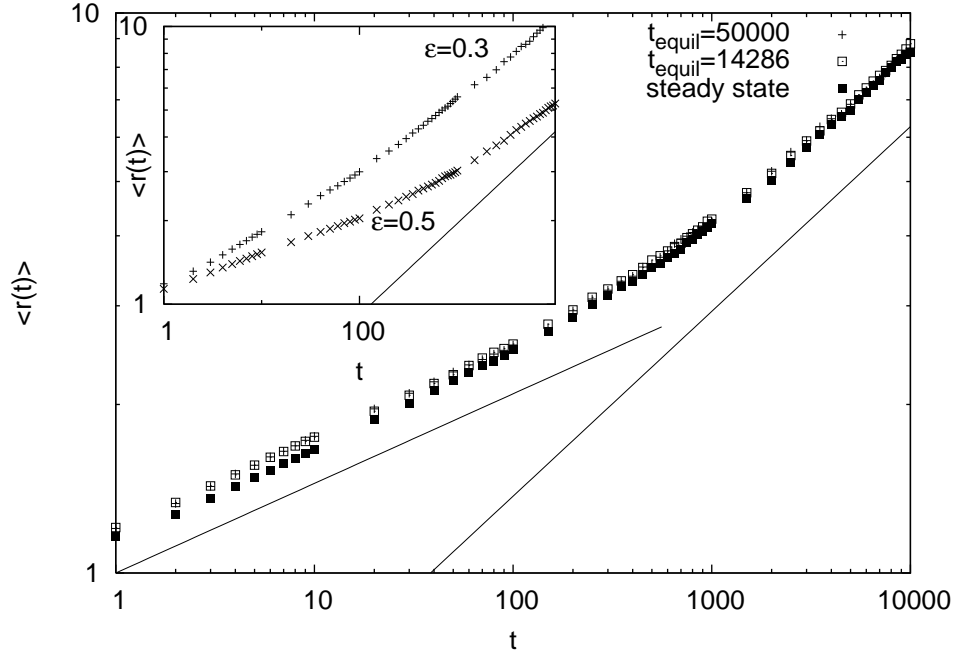 10
10
ε=0.3
t_equil=50000
t_equil=14286
steady state
<r(t)>
ε=0.5
1
1
100
t
<r(t)>
1
1
10
100
1000
10000
t